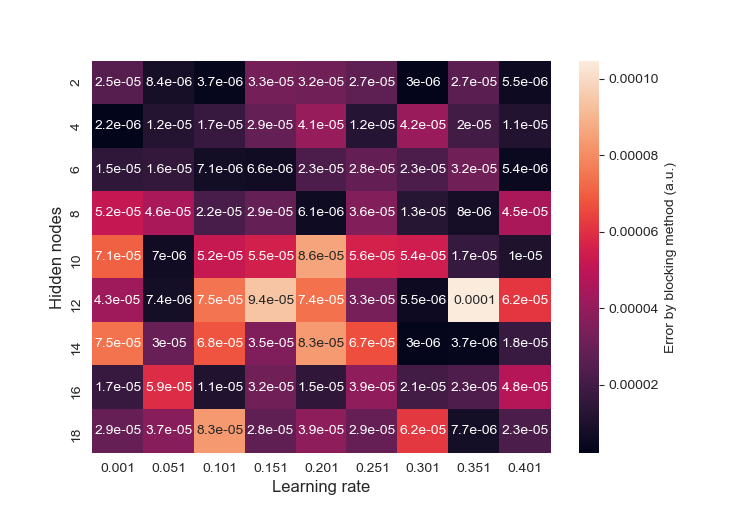 2 2.5e-05 8.4e-06 3.7e-06 3.3e-05 3.2e-05 2.7e-05 3e-06 2.7e-05 5.5e-06
4 2.2e-06 1.2e-05 1.7e-05 2.9e-05 4.1e-05 1.2e-05 4.2e-05 2e-05 1.1e-05
6 1.5e-05 1.6e-05 7.1e-06 6.6e-06 2.3e-05 2.8e-05 2.3e-05 3.2e-05 5.4e-06
8 5.2e-05 4.6e-05 2.2e-05 2.9e-05 6.1e-06 3.6e-05 1.3e-05 8e-06 4.5e-05
10 7.1e-05 7e-06 5.2e-05 5.5e-05 8.6e-05 5.6e-05 5.4e-05 1.7e-05 1e-05
12 4.3e-05 7.4e-06 7.5e-05 9.4e-05 7.4e-05 3.3e-05 5.5e-06 0.0001 6.2e-05
14 7.5e-05 3e-05 6.8e-05 3.5e-05 8.3e-05 6.7e-05 3e-06 3.7e-06 1.8e-05
16 1.7e-05 5.9e-05 1.1e-05 3.2e-05 1.5e-05 3.9e-05 2.1e-05 2.3e-05 4.8e-05
18 2.9e-05 3.7e-05 8.3e-05 2.8e-05 3.9e-05 2.9e-05 6.2e-05 7.7e-06 2.3e-05
0.001 0.051 0.101 0.151 0.201 0.251 0.301 0.351 0.401
Learning rate
Hidden nodes
0.00010
0.00008
0.00006
0.00004
0.00002
Error by blocking method (a.u.)